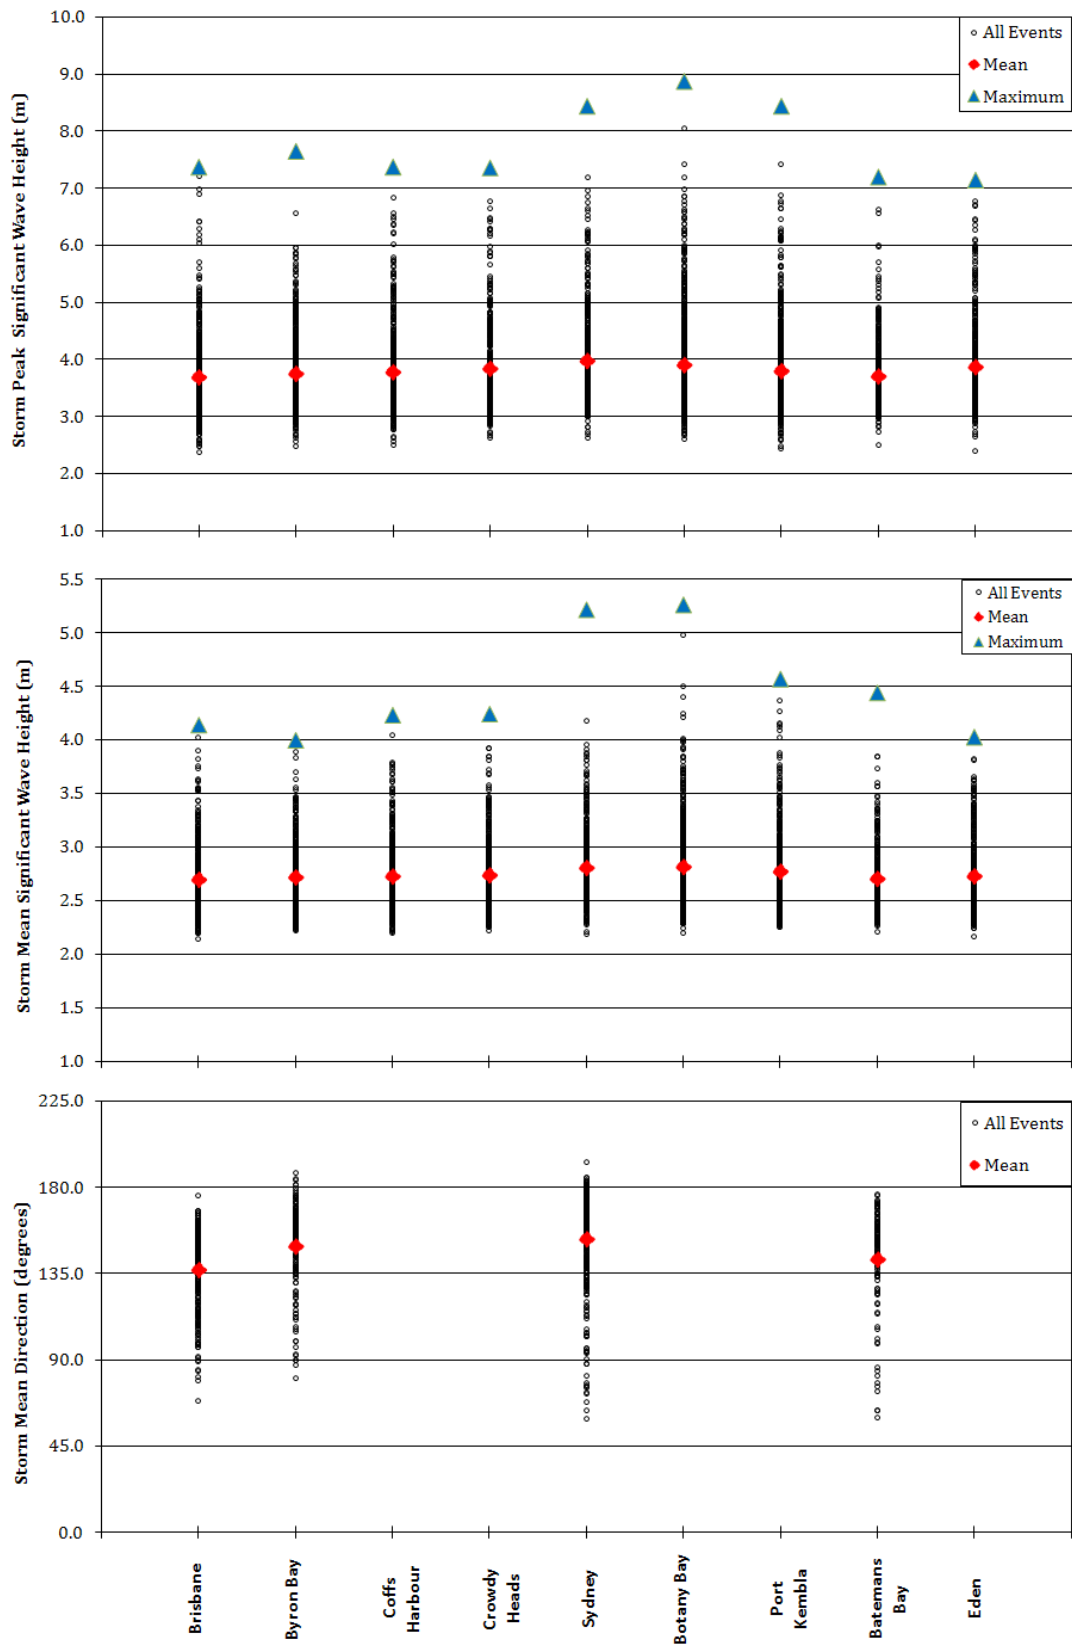 Storm Peak Significant Wave Height (m)
10.0
9.0
8.0
7.0
6.0
5.0
4.0
3.0
2.0
1.0
All Events
Mean
Maximum
Storm Mean Significant Wave Height (m)
5.5
5.0
4.5
4.0
3.5
3.0
2.5
2.0
1.5
1.0
All Events
Mean
Maximum
Storm Mean Direction (degrees)
225.0
180.0
135.0
90.0
45.0
0.0
All Events
Mean
Brisbane
Byron Bay
Coffs
Harbour
Crowdy
Heads
Sydney
Botany Bay
Port
Kembla
Batemans
Bay
Eden